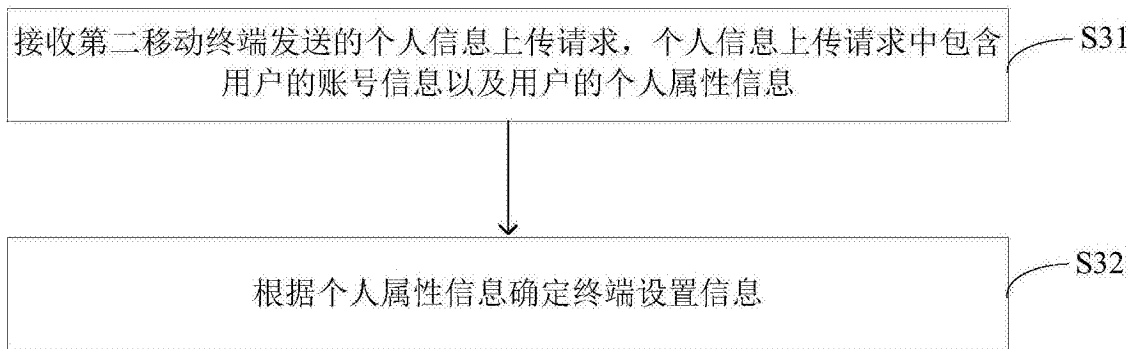 接收第二移动终端发送的个人信息上传请求，个人信息上传请求中包含
用户的账号信息以及用户的个人属性信息
S31
根据个人属性信息确定终端设置信息
S32